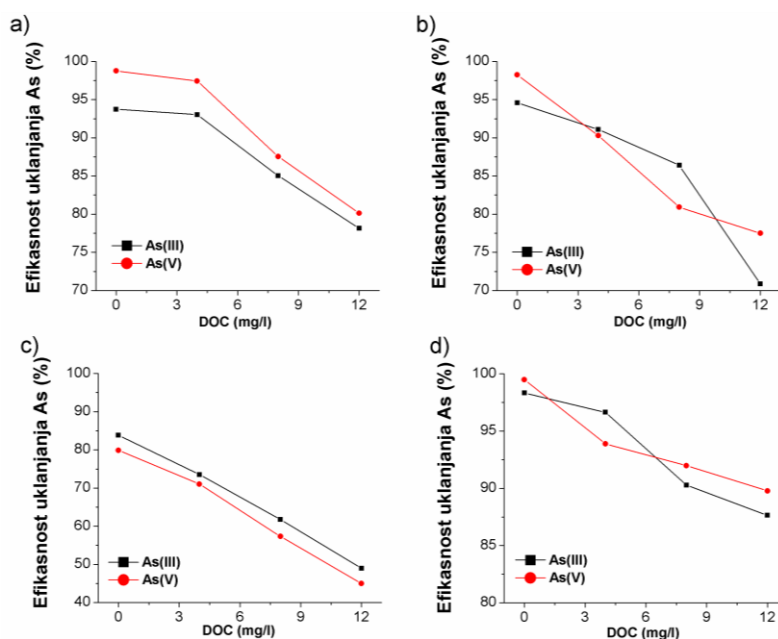 a)
Efikasnost uklanjanja As (%)
100
95
90
85
80
75
70
As(III)
As(V)
0 3 6 9 12
DOC (mg/l)
b)
Efikasnost uklanjanja As (%)
100
95
90
85
80
75
70
As(III)
As(V)
0 3 6 9 12
DOC (mg/l)
c)
Efikasnost uklanjanja As (%)
100
90
80
70
60
50
40
As(III)
As(V)
0 3 6 9 12
DOC (mg/l)
d)
Efikasnost uklanjanja As (%)
100
95
90
85
80
As(III)
As(V)
0 3 6 9 12
DOC (mg/l)